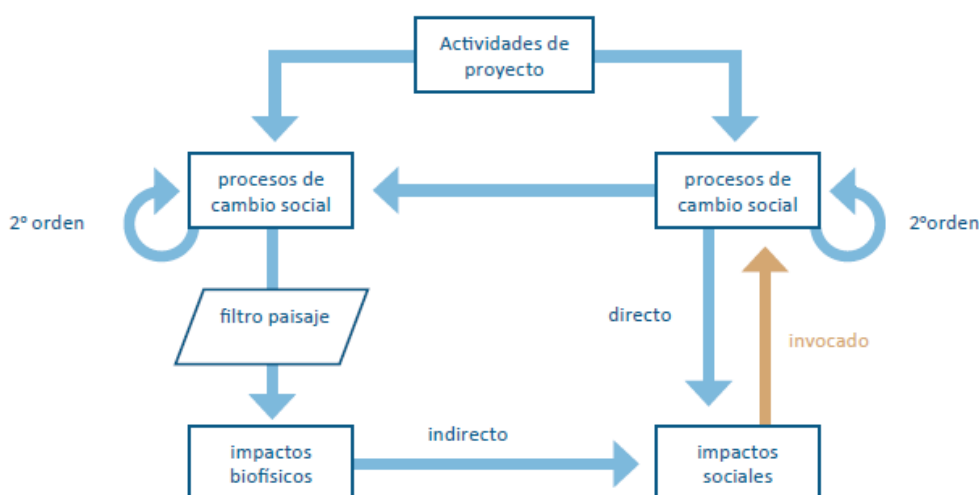 Actividades de
proyecto
procesos de
cambio social
procesos de
cambio social
2º orden
2ºorden
filtro paisaje
directo
invocado
impactos
biofísicos
indirecto
impactos
sociales